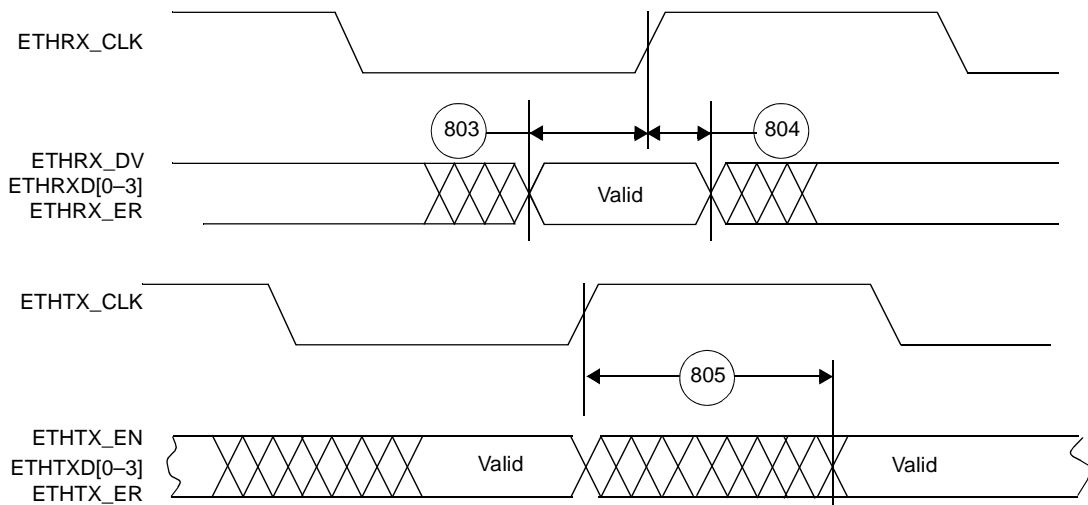 ETHRX_CLK
803
804
ETHRX_DV
ETHRXD[0–3]
Valid
ETHRX_ER
ETHTX_CLK
805
ETHTX_EN
ETHTXD[0–3]
Valid
Valid
ETHTX_ER